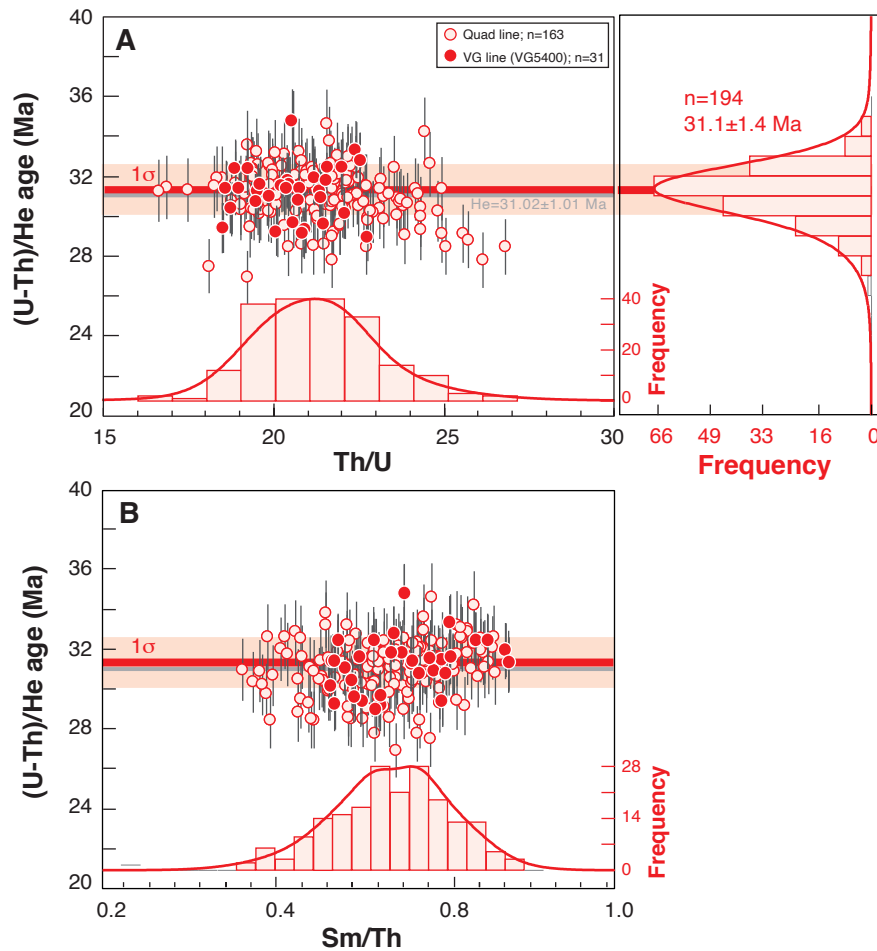 A
Quad line; n=163
VG line (VG5400); n=31
1σ
He=31.02±1.01 Ma
(U-Th)/He age (Ma)
40
36
32
28
24
20
40
20
0
Frequency
15
20
25
30
Th/U
n=194
31.1±1.4 Ma
66
49
33
16
0
Frequency
B
1σ
(U-Th)/He age (Ma)
40
36
32
28
24
20
28
14
0
Frequency
0.2
0.4
0.8
1.0
Sm/Th